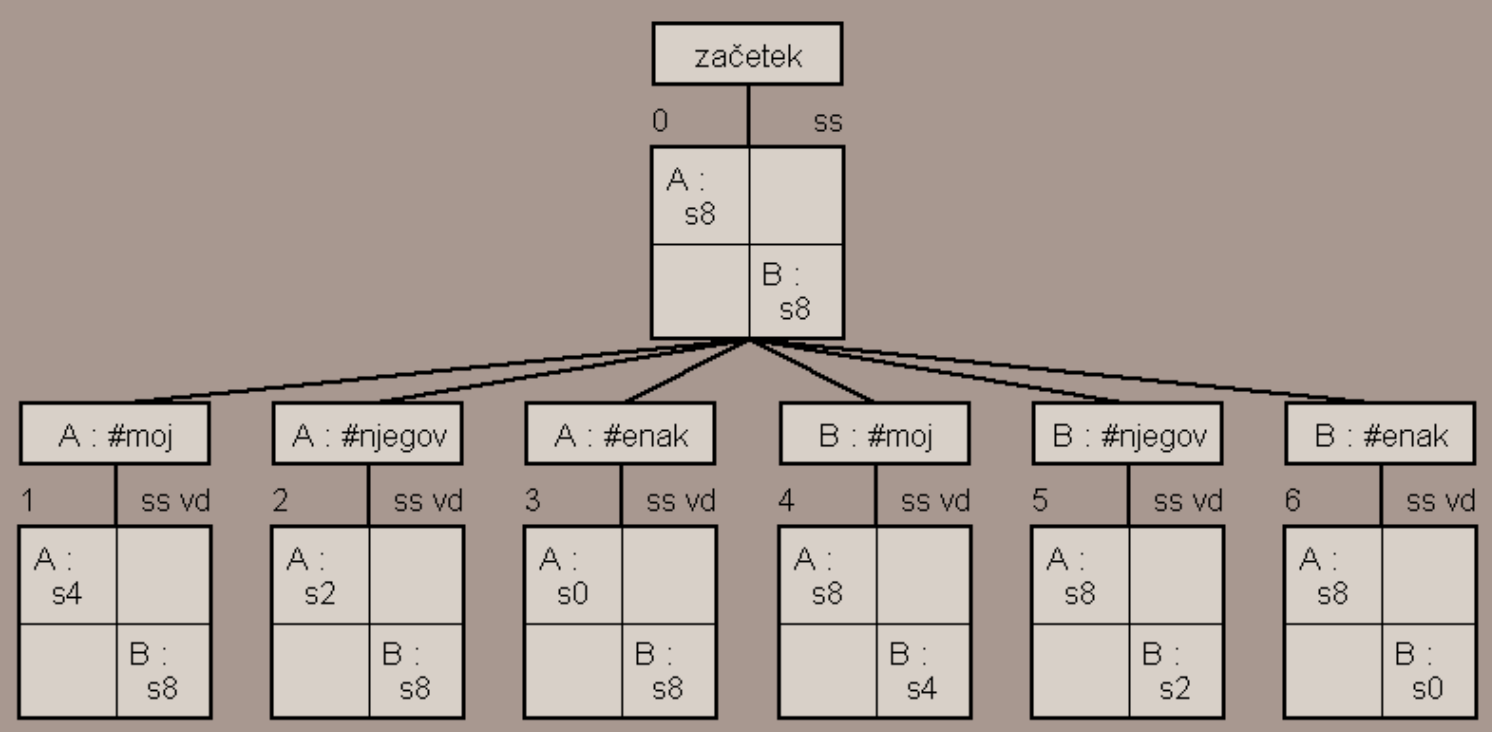 začetek
0 ss
A :
s8
B :
s8
A : #moj A : #njegov A : #enak B : #moj B : #njegov B : #enak
1 ss vd 2 ss vd 3 ss vd 4 ss vd 5 ss vd 6 ss vd
A : A : A : A : A : A :
s4 s2 s0 s8 s8 s8
B : B : B : B : B : B :
s8 s8 s8 s4 s2 s0